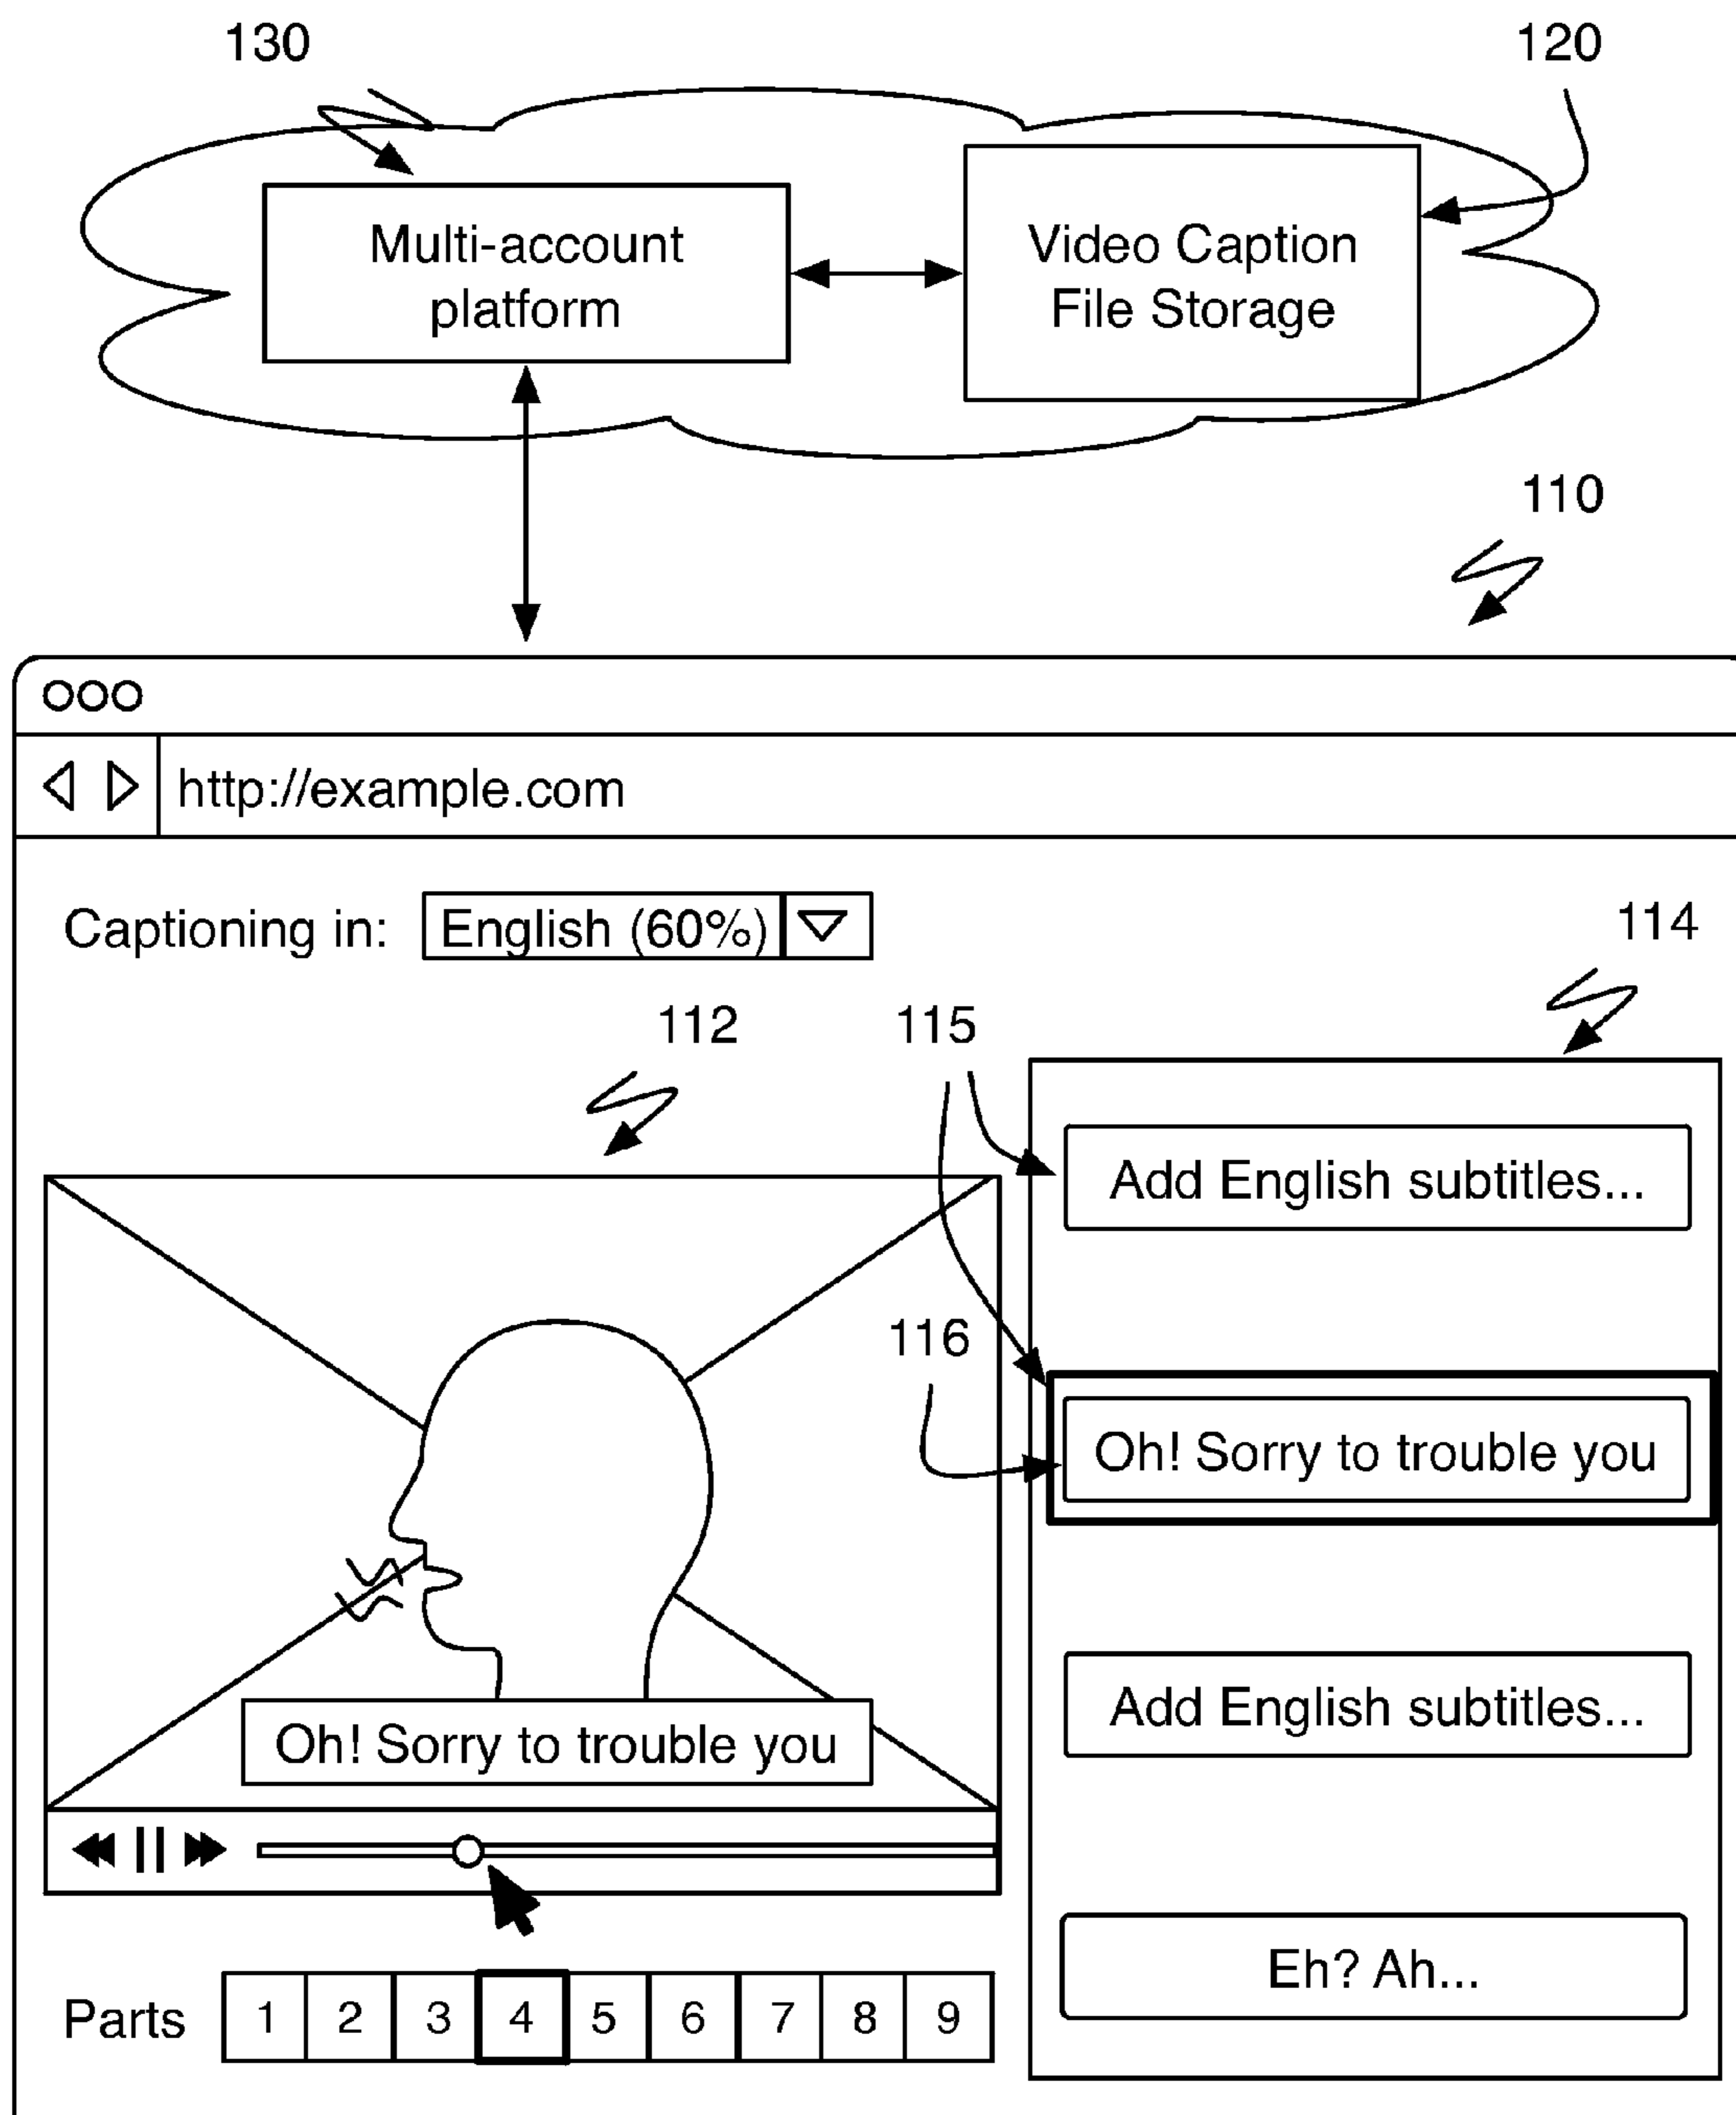 130
120
Multi-account
platform
Video Caption
File Storage
110
http://example.com
Captioning in:
English (60%)
114
112
115
Add English subtitles...
116
Oh! Sorry to trouble you
Add English subtitles...
Oh! Sorry to trouble you
Eh? Ah...
Parts
1 2 3 4 5 6 7 8 9